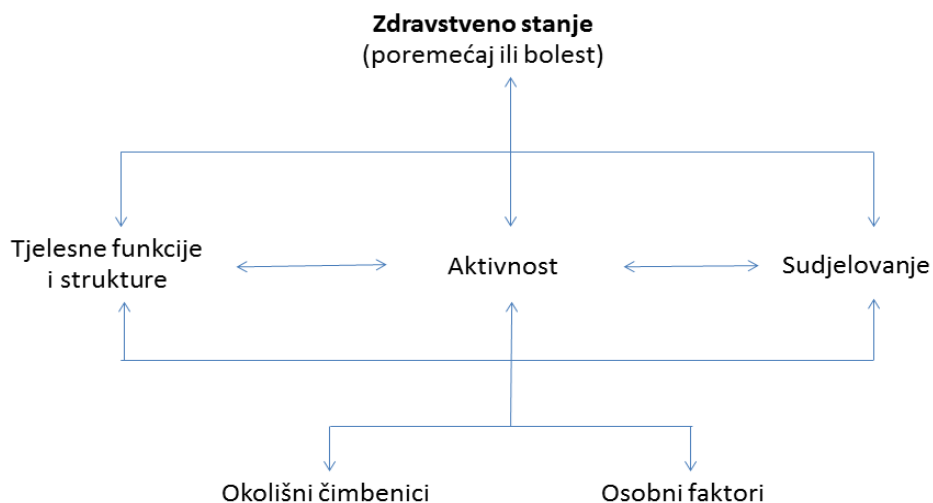 Zdravstveno stanje
(poremećaj ili bolest)
Tjelesne funkcije
i strukture
Aktivnost
Sudjelovanje
Okolišni čimbenici
Osobni faktori